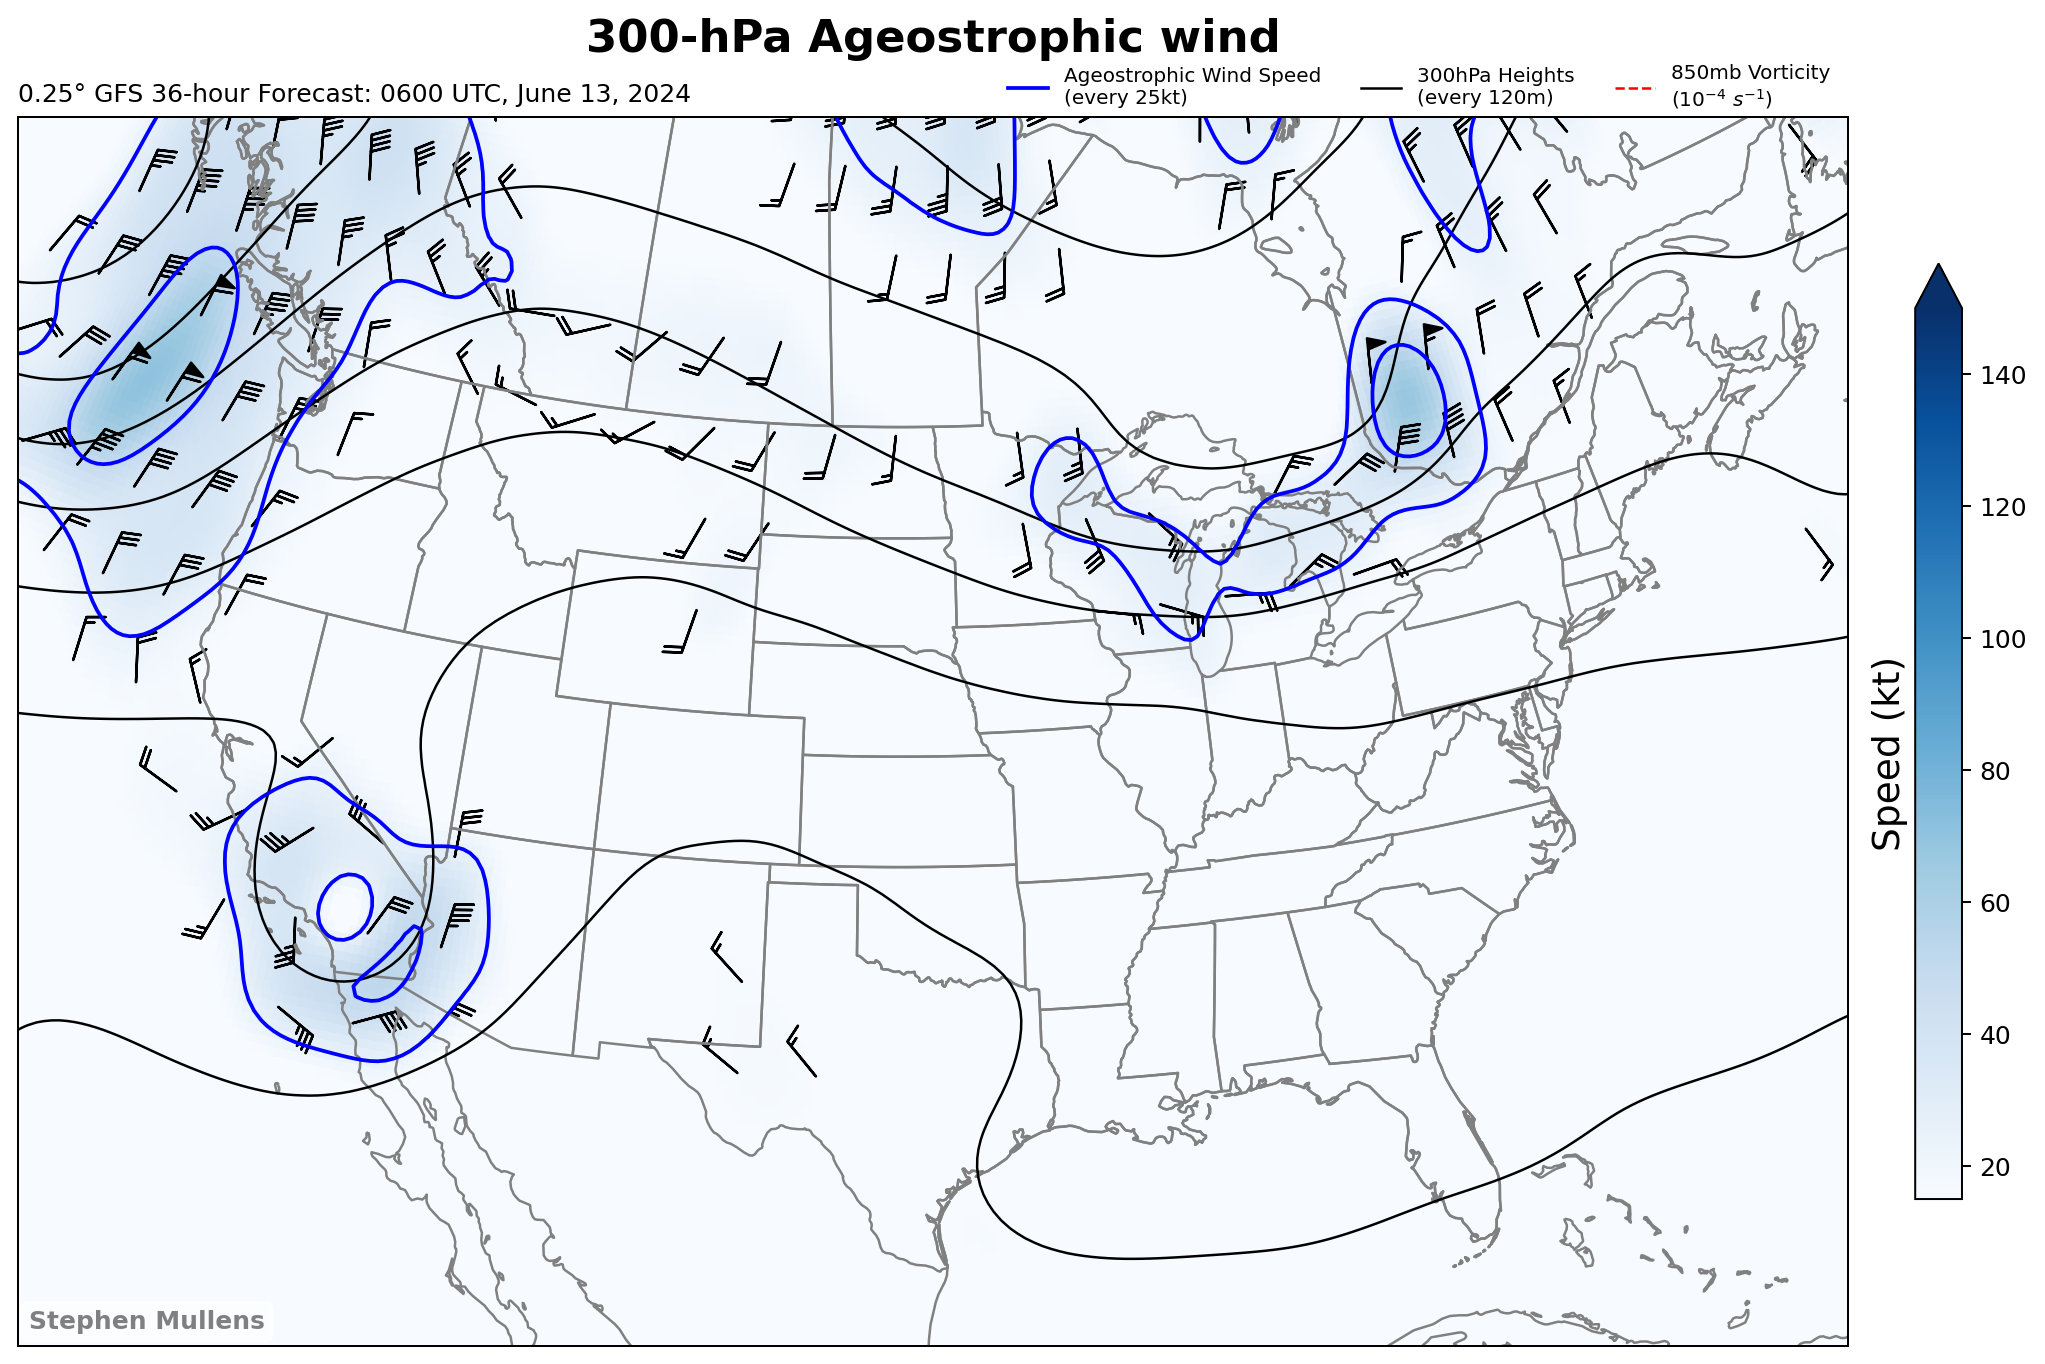 300-hPa Ageostrophic wind
0.25° GFS 36-hour Forecast: 0600 UTC, June 13, 2024
Ageostrophic Wind Speed
(every 25kt)
300hPa Heights
(every 120m)
850mb Vorticity
(10⁻⁴ s⁻¹)
140
120
100
80
60
40
20
Speed (kt)
Stephen Mullens